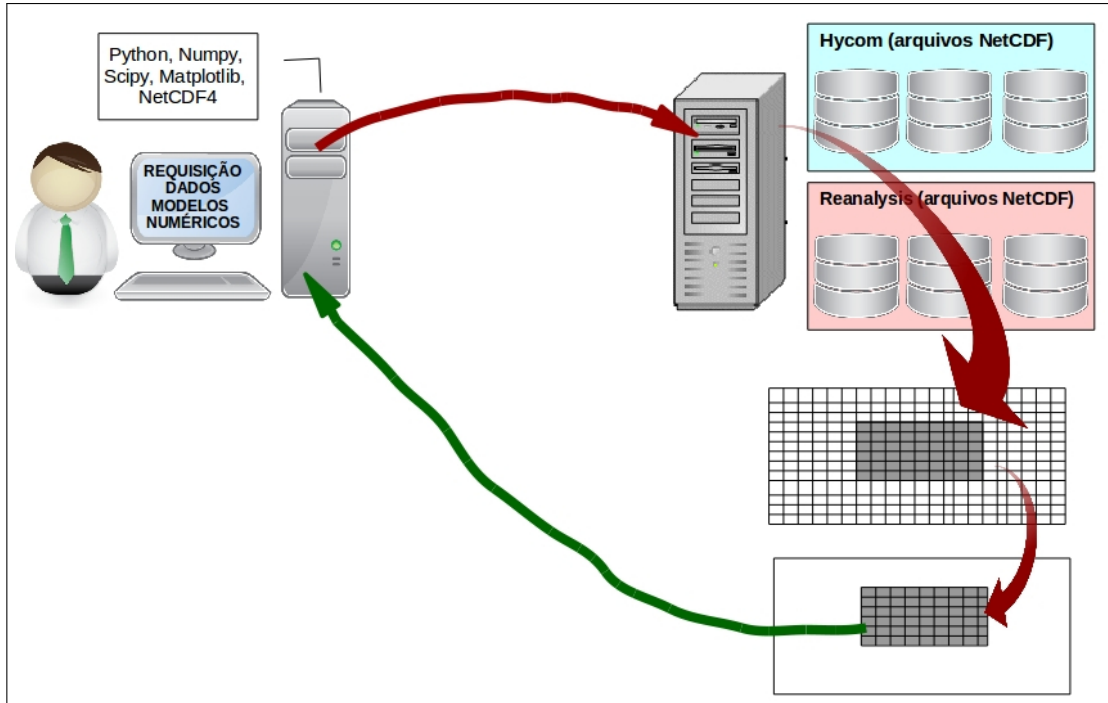 Python, Numpy,
Scipy, Matplotlib,
NetCDF4
REQUISIÇÃO
DADOS
MODELOS
NUMÉRICOS
Hycom (arquivos NetCDF)
Reanalysis (arquivos NetCDF)